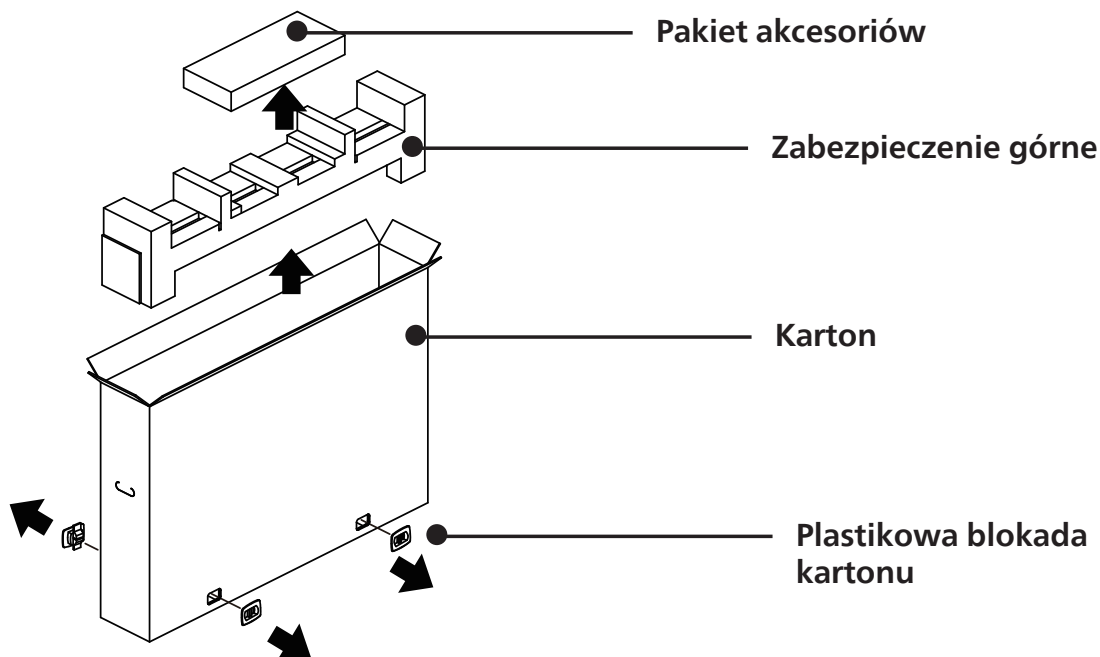 Pakiet akcesoriów
Zabezpieczenie górne
Karton
Plastikowa blokada
kartonu